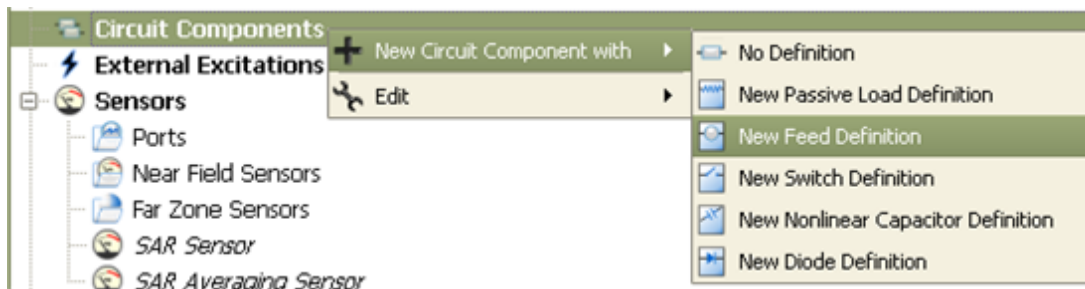 Circuit Components
External Excitations
Sensors
Ports
Near Field Sensors
Far Zone Sensors
SAR Sensor
SAR Averaging Sensor
New Circuit Component with
Edit
No Definition
New Passive Load Definition
New Feed Definition
New Switch Definition
New Nonlinear Capacitor Definition
New Diode Definition